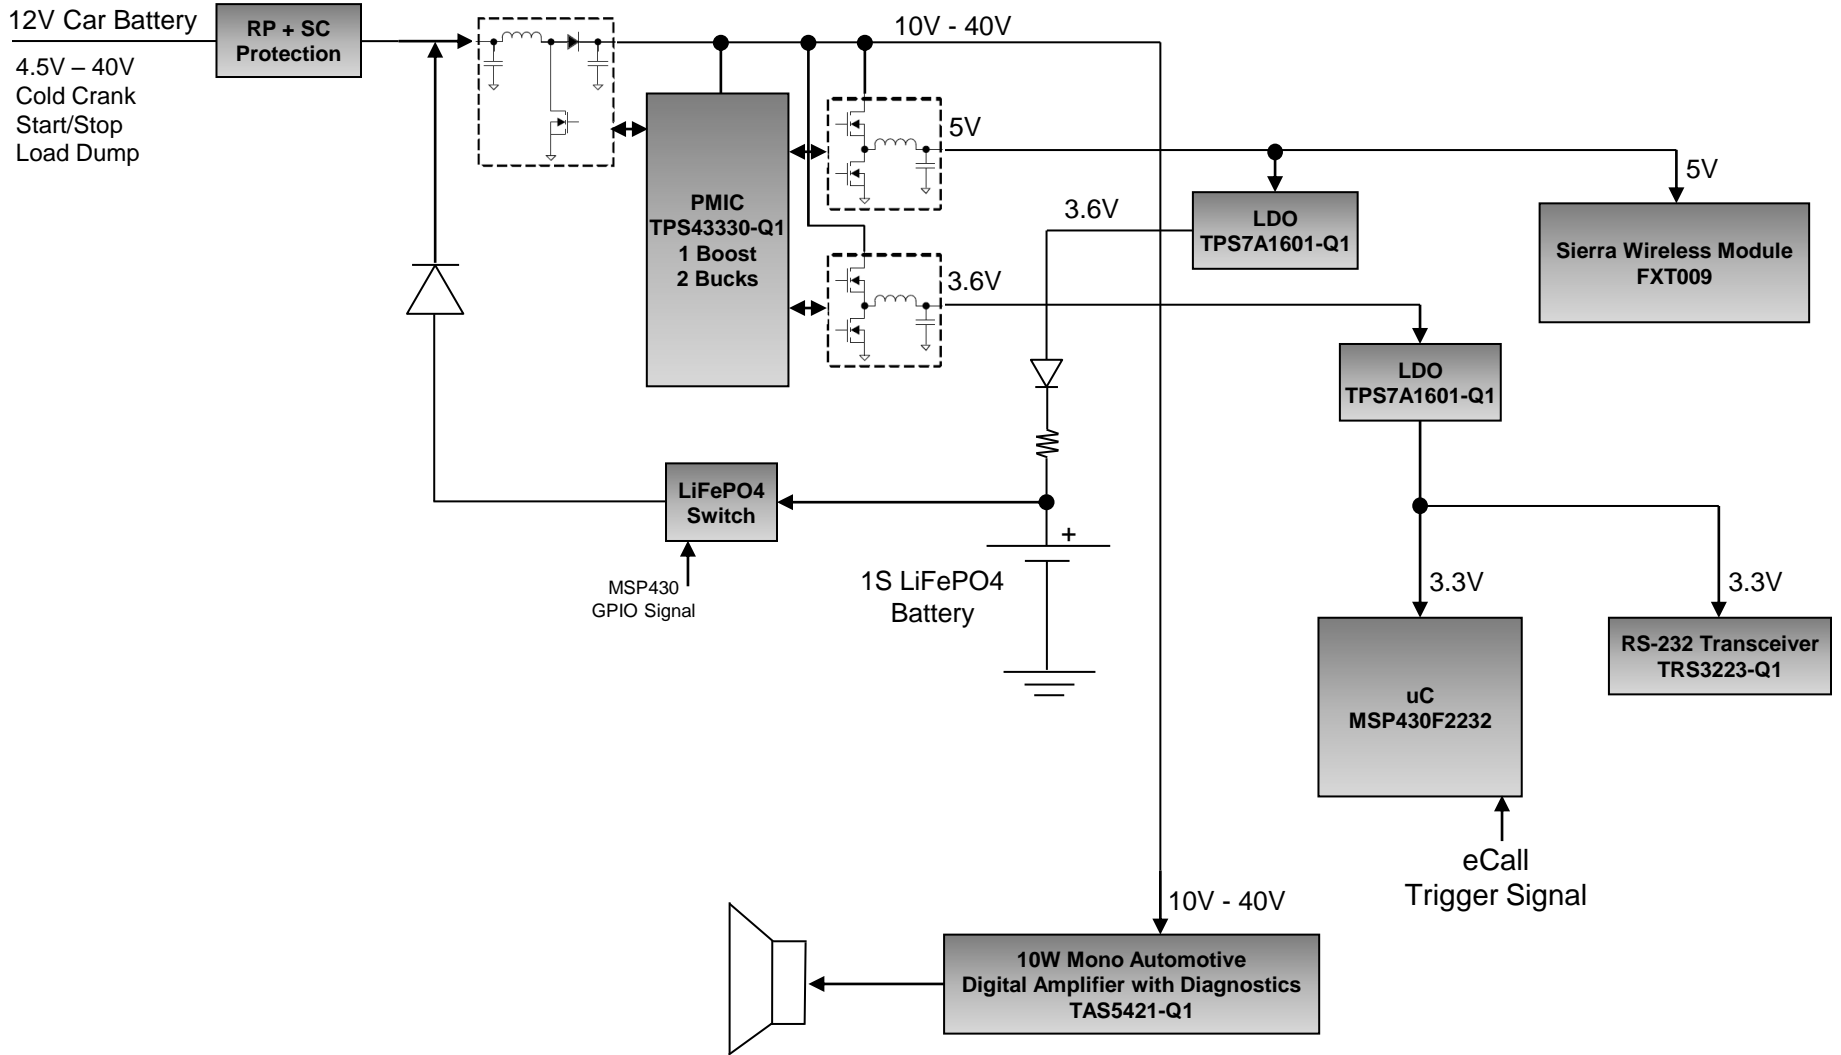 12V Car Battery
4.5V – 40V
Cold Crank
Start/Stop
Load Dump
RP + SC
Protection
10V - 40V
PMIC
TPS43330-Q1
1 Boost
2 Bucks
5V
3.6V
3.6V
LDO
TPS7A1601-Q1
5V
Sierra Wireless Module
FXT009
LDO
TPS7A1601-Q1
LiFePO4
Switch
MSP430
GPIO Signal
+
1S LiFePO4
Battery
3.3V
3.3V
uC
MSP430F2232
RS-232 Transceiver
TRS3223-Q1
eCall
Trigger Signal
10V - 40V
10W Mono Automotive
Digital Amplifier with Diagnostics
TAS5421-Q1